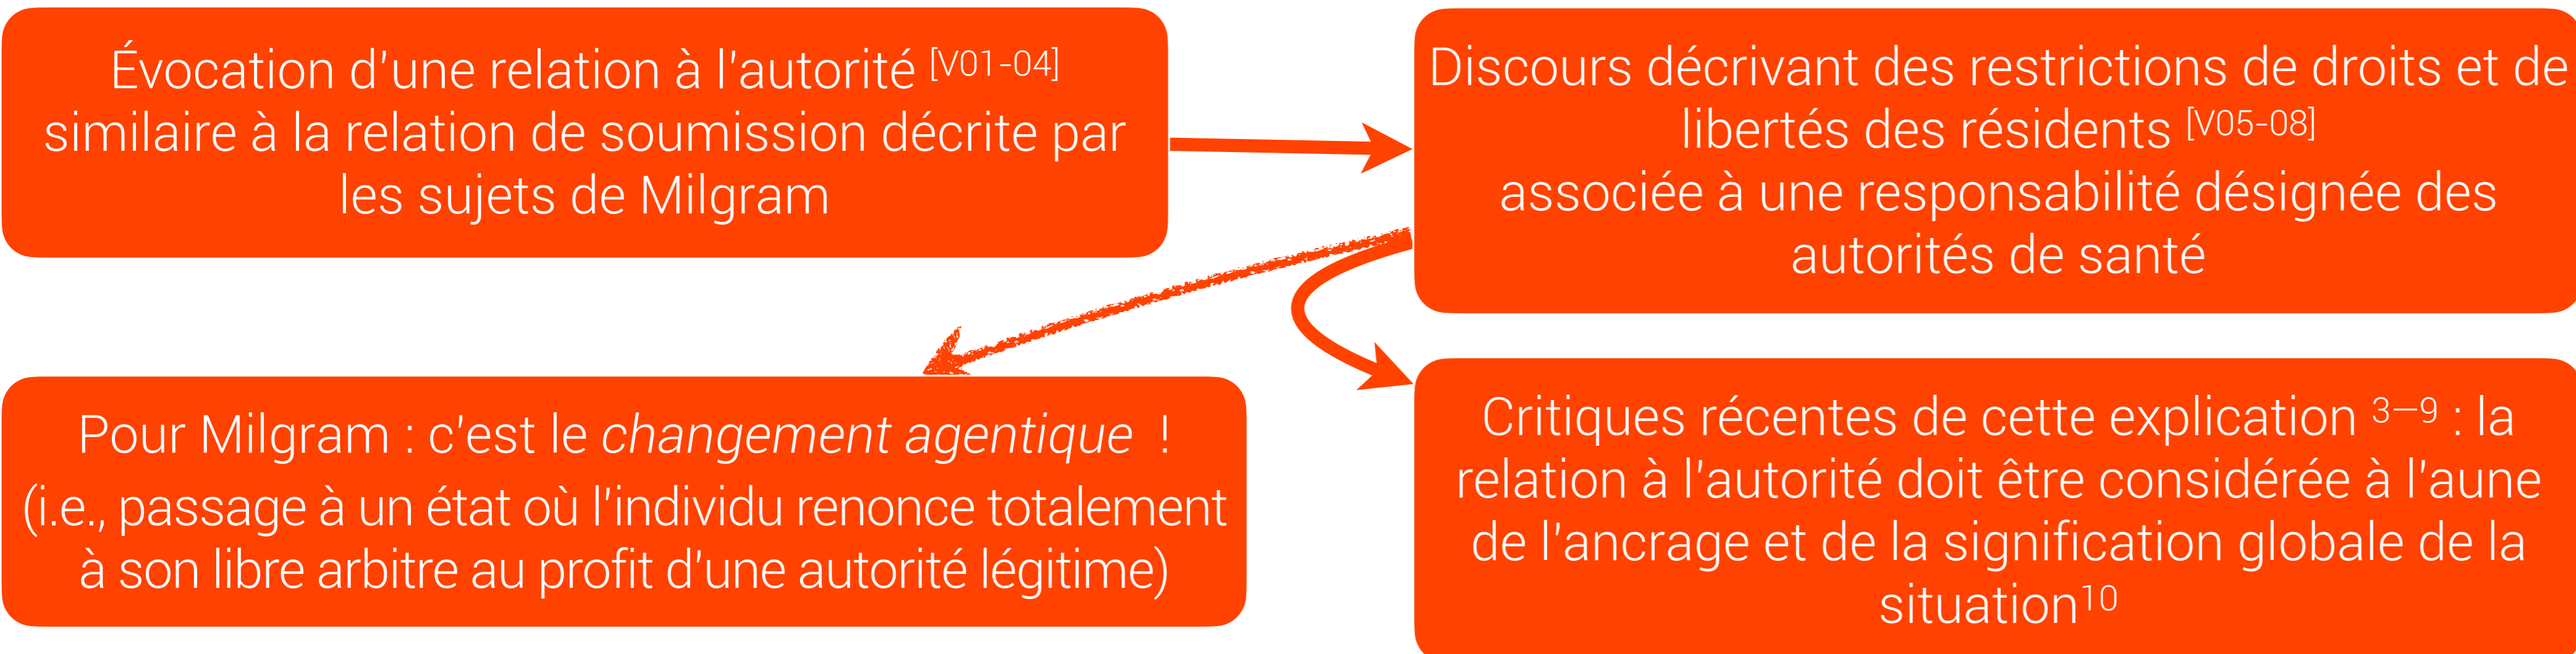 Évocation d'une relation à l'autorité [V01-04]
similaire à la relation de soumission décrite par
les sujets de Milgram
Discours décrivant des restrictions de droits et de
libertés des résidents [V05-08]
associée à une responsabilité désignée des
autorités de santé
Pour Milgram : c'est le changement agentique !
(i.e., passage à un état où l'individu renonce totalement
à son libre arbitre au profit d'une autorité légitime)
Critiques récentes de cette explication 3–9 : la
relation à l'autorité doit être considérée à l'aune
de l'ancrage et de la signification globale de la
situation10